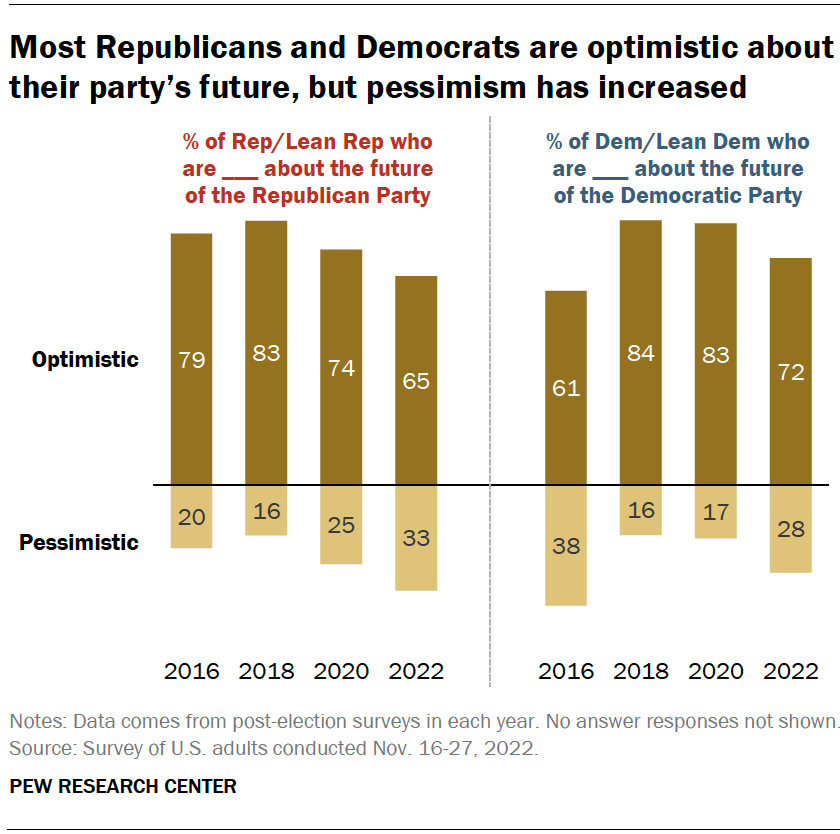 Most Republicans and Democrats are optimistic about
their party’s future, but pessimism has increased
% of Rep/Lean Rep who
are ___ about the future
of the Republican Party
% of Dem/Lean Dem who
are ___ about the future
of the Democratic Party
Optimistic
79
83
74
65
61
84
83
72
Pessimistic
20
16
25
33
38
16
17
28
2016
2018
2020
2022
2016
2018
2020
2022
Notes: Data comes from post-election surveys in each year. No answer responses not shown.
Source: Survey of U.S. adults conducted Nov. 16-27, 2022.
PEW RESEARCH CENTER